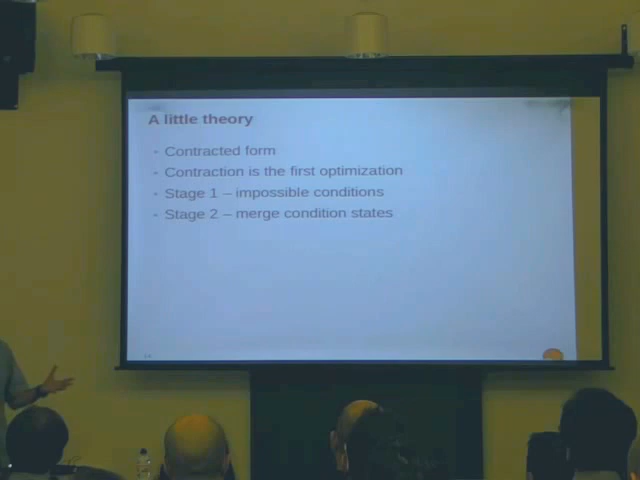 A little theory
• Contracted form
• Contraction is the first optimization
• Stage 1 – impossible conditions
• Stage 2 – merge condition states